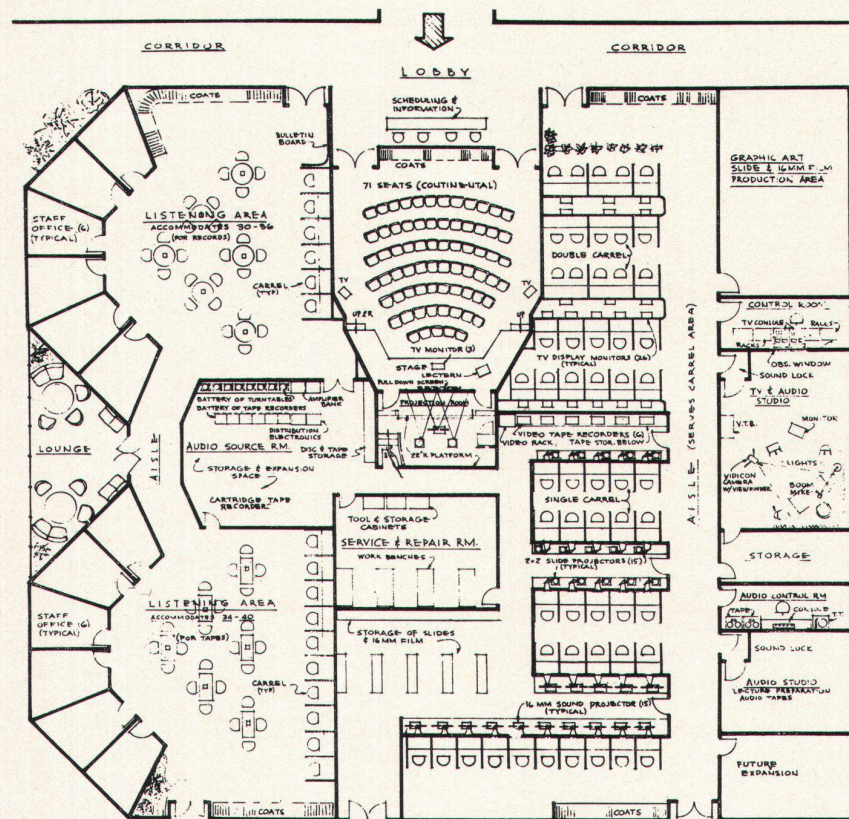 CORRIDOR
CORRIDOR
LOBBY
SCHEDULING &
INFORMATION
COATS
COATS
COATS
BULLETIN
BOARD
71 SEATS (CONTINENTAL)
GRAPHIC ART
SLIDE & 16MM FILM
PRODUCTION AREA
STAFF
OFFICE (6)
(TYPICAL)
LISTENING AREA
ACCOMMODATES 30-36
(FOR RECORDS)
CARREL
(TYP)
DOUBLE CARREL
TV
TV
UP 2R
UP
TV MONITOR (3)
STAGE
LECTERN
PULL DOWN SCREEN
PROJECTION ROOM
22"R PLATFORM
TV DISPLAY MONITORS (26)
(TYPICAL)
CONTROL ROOM
TV CONSOLE
RACKS
OBS. WINDOW
SOUND LOCK
TV & AUDIO
STUDIO
V.T.R.
MONITOR
LIGHTS
VIDICON
CAMERA
W/VIEWFINDER
BOOM
MIKE
BATTERY OF TURNTABLES
BATTERY OF TAPE RECORDERS
AMPLIFIER
BANK
DISTRIBUTION
ELECTRONICS
AUDIO SOURCE RM.
DISC & TAPE
STORAGE
STORAGE & EXPANSION
SPACE
CARTRIDGE TAPE
RECORDER
LOUNGE
AISLE
VIDEO TAPE RECORDERS (6)
VIDEO RACK, TAPE STOR. BELOW
AISLE (SERVES CARREL AREA)
SINGLE CARREL
TOOL & STORAGE
CABINETS
SERVICE & REPAIR RM.
WORK BENCHES
2x2 SLIDE PROJECTORS (15)
(TYPICAL)
STORAGE
AUDIO CONTROL RM
TAPE
CONSOLE
T.T.
SOUND LOCK
STAFF
OFFICE (6)
(TYPICAL)
LISTENING AREA
ACCOMMODATES 34-40
(FOR TAPES)
CARREL
(TYP)
STORAGE OF SLIDES
& 16MM FILM
AUDIO STUDIO
LECTURE PREPARATION
AUDIO TAPES
16 MM SOUND PROJECTOR (15)
(TYPICAL)
FUTURE
EXPANSION
COATS
COATS